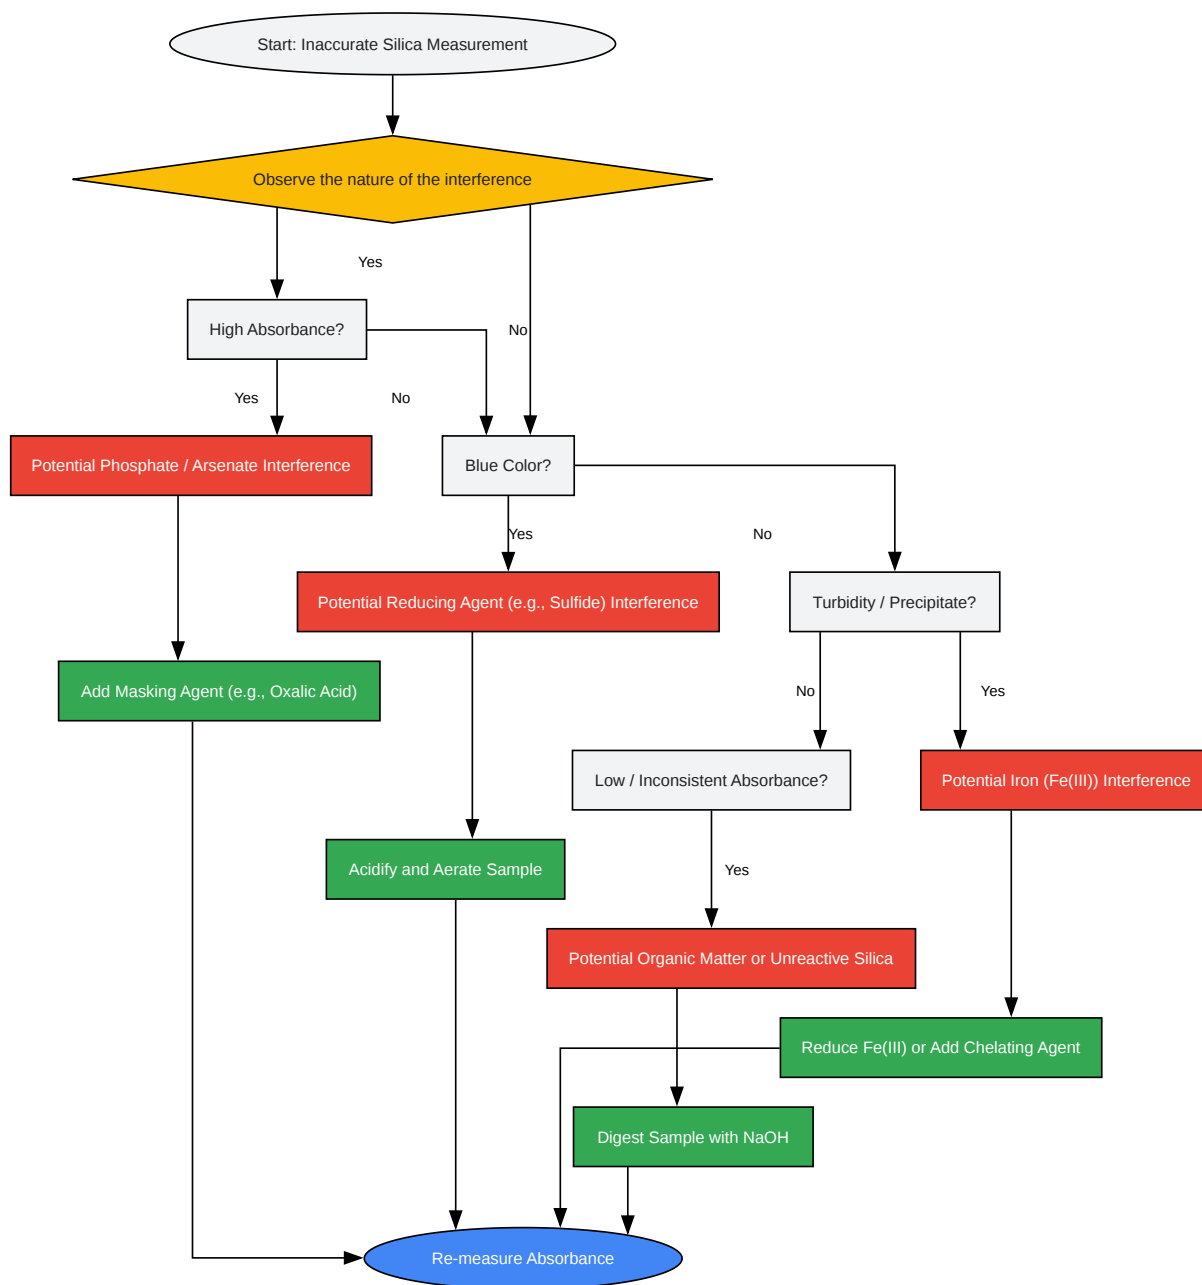 Start: Inaccurate Silica Measurement
Observe the nature of the interference
Yes
High Absorbance?
No
Yes
No
Potential Phosphate / Arsenate Interference
Blue Color?
Yes
No
Potential Reducing Agent (e.g., Sulfide) Interference
Turbidity / Precipitate?
Add Masking Agent (e.g., Oxalic Acid)
No
Yes
Low / Inconsistent Absorbance?
Potential Iron (Fe(III)) Interference
Acidify and Aerate Sample
Yes
Potential Organic Matter or Unreactive Silica
Reduce Fe(III) or Add Chelating Agent
Digest Sample with NaOH
Re-measure Absorbance